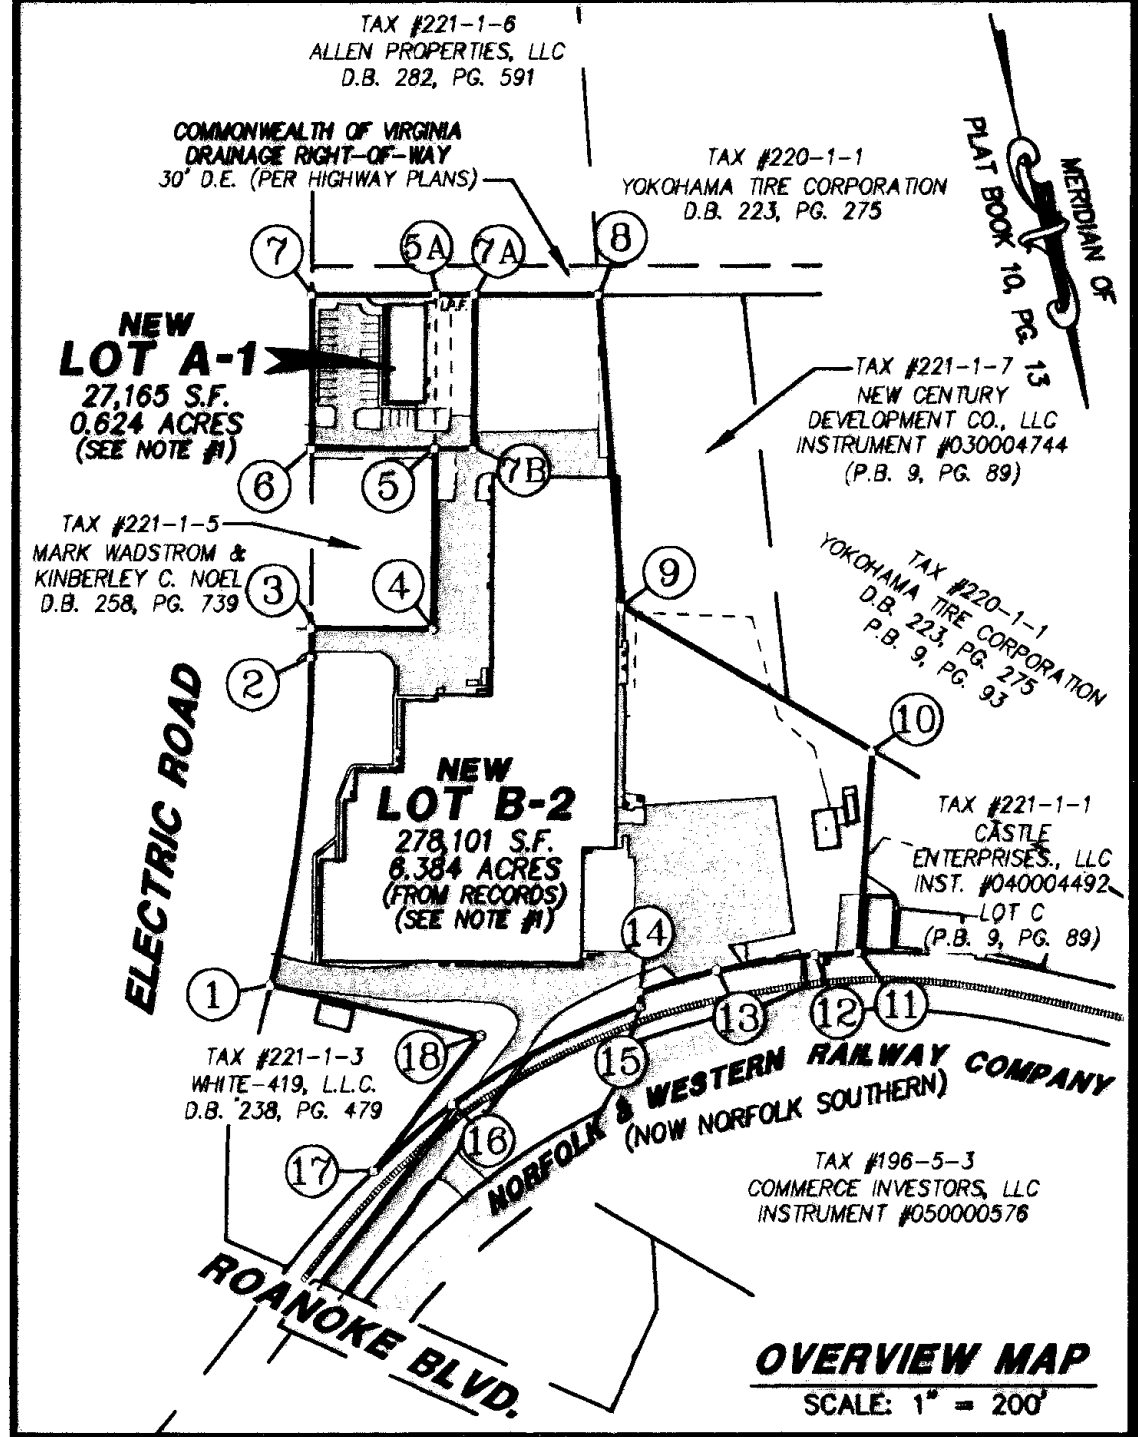 TAX #221-1-6
ALLEN PROPERTIES, LLC
D.B. 282, PG. 591
COMMONWEALTH OF VIRGINIA
DRAINAGE RIGHT-OF-WAY
30' D.E. (PER HIGHWAY PLANS)
TAX #220-1-1
YOKOHAMA TIRE CORPORATION
D.B. 223, PG. 275
MERIDIAN OF
PLAT BOOK 10, PG. 13
7
5A
7A
8
I.P.F.
NEW
LOT A-1
27,165 S.F.
0.624 ACRES
(SEE NOTE #1)
TAX #221-1-7
NEW CENTURY
DEVELOPMENT CO., LLC
INSTRUMENT #030004744
(P.B. 9, PG. 89)
6
5
7B
TAX #221-1-5
MARK WADSTROM &
KINBERLEY C. NOEL
D.B. 258, PG. 739
3
4
9
2
TAX #220-1-1
YOKOHAMA TIRE CORPORATION
D.B. 223, PG. 275
P.B. 9, PG. 93
10
ELECTRIC ROAD
NEW
LOT B-2
278,101 S.F.
6.384 ACRES
(FROM RECORDS)
(SEE NOTE #1)
TAX #221-1-1
CASTLE
ENTERPRISES., LLC
INST. #040004492
LOT C
(P.B. 9, PG. 89)
14
1
13
12
11
18
15
TAX #221-1-3
WHITE-419, L.L.C.
D.B. 238, PG. 479
16
17
NORFOLK & WESTERN RAILWAY COMPANY
(NOW NORFOLK SOUTHERN)
TAX #196-5-3
COMMERCE INVESTORS, LLC
INSTRUMENT #050000576
ROANOKE BLVD.
OVERVIEW MAP
SCALE: 1" = 200'